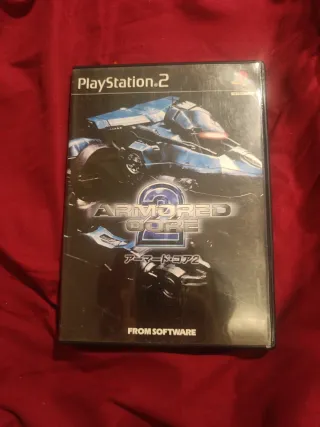 PlayStation.2
2
ARMORED
CORE
アーマード・コア2
FROM SOFTWARE